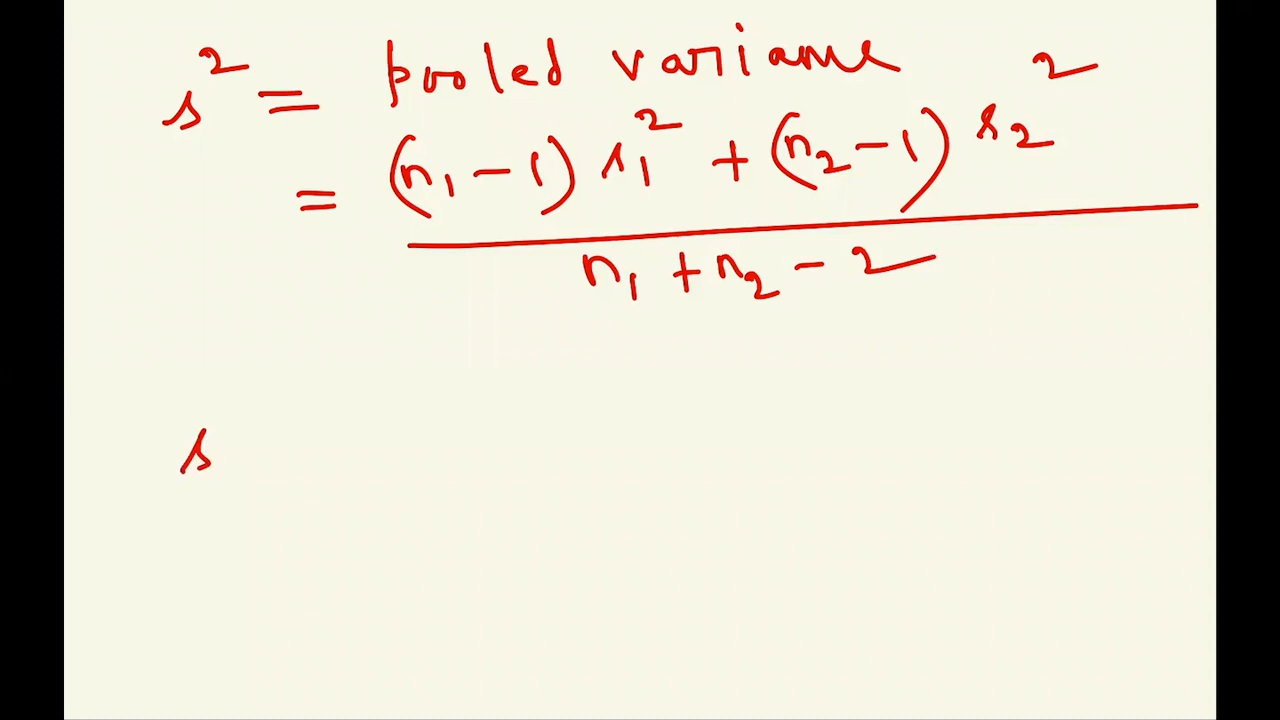 s² = pooled variance
= (n₁ − 1) s₁² + (n₂ − 1) s₂²
n₁ + n₂ − 2
s